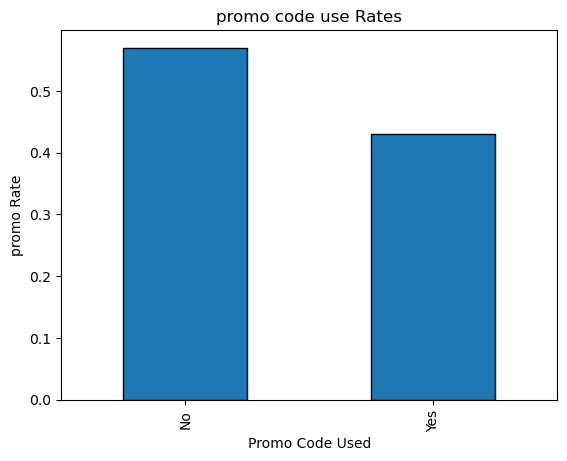 promo code use Rates
promo Rate
0.5
0.4
0.3
0.2
0.1
0.0
No
Yes
Promo Code Used